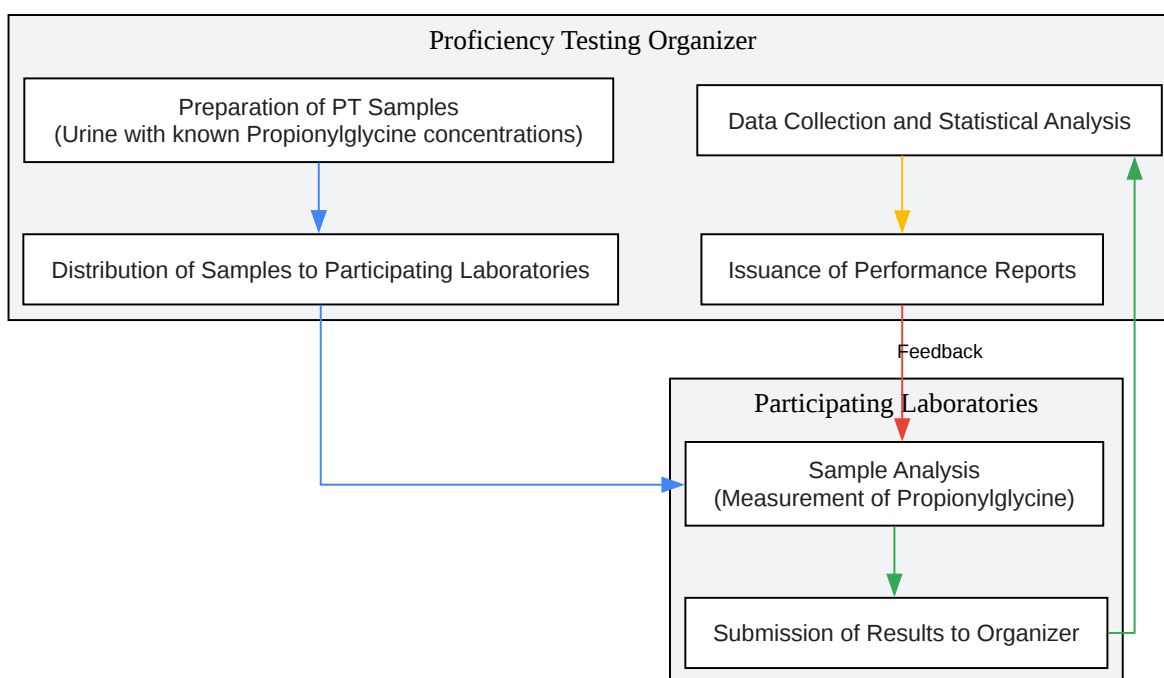 Proficiency Testing Organizer
Preparation of PT Samples
(Urine with known Propionylglycine concentrations)
Data Collection and Statistical Analysis
Distribution of Samples to Participating Laboratories
Issuance of Performance Reports
Feedback
Participating Laboratories
Sample Analysis
(Measurement of Propionylglycine)
Submission of Results to Organizer